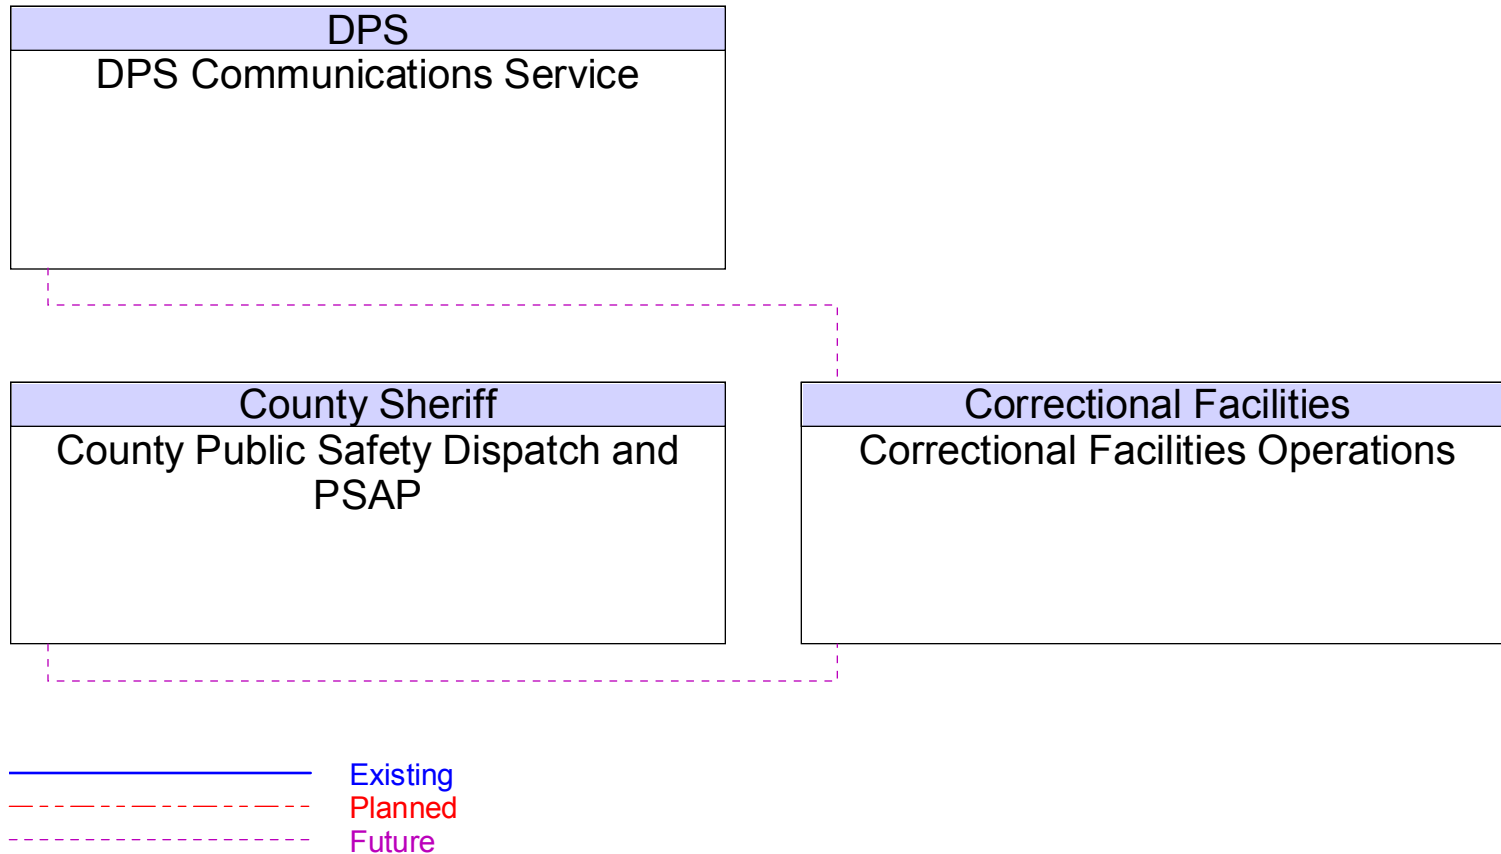 DPS
DPS Communications Service
County Sheriff
County Public Safety Dispatch and
PSAP
Correctional Facilities
Correctional Facilities Operations
Existing
Planned
Future